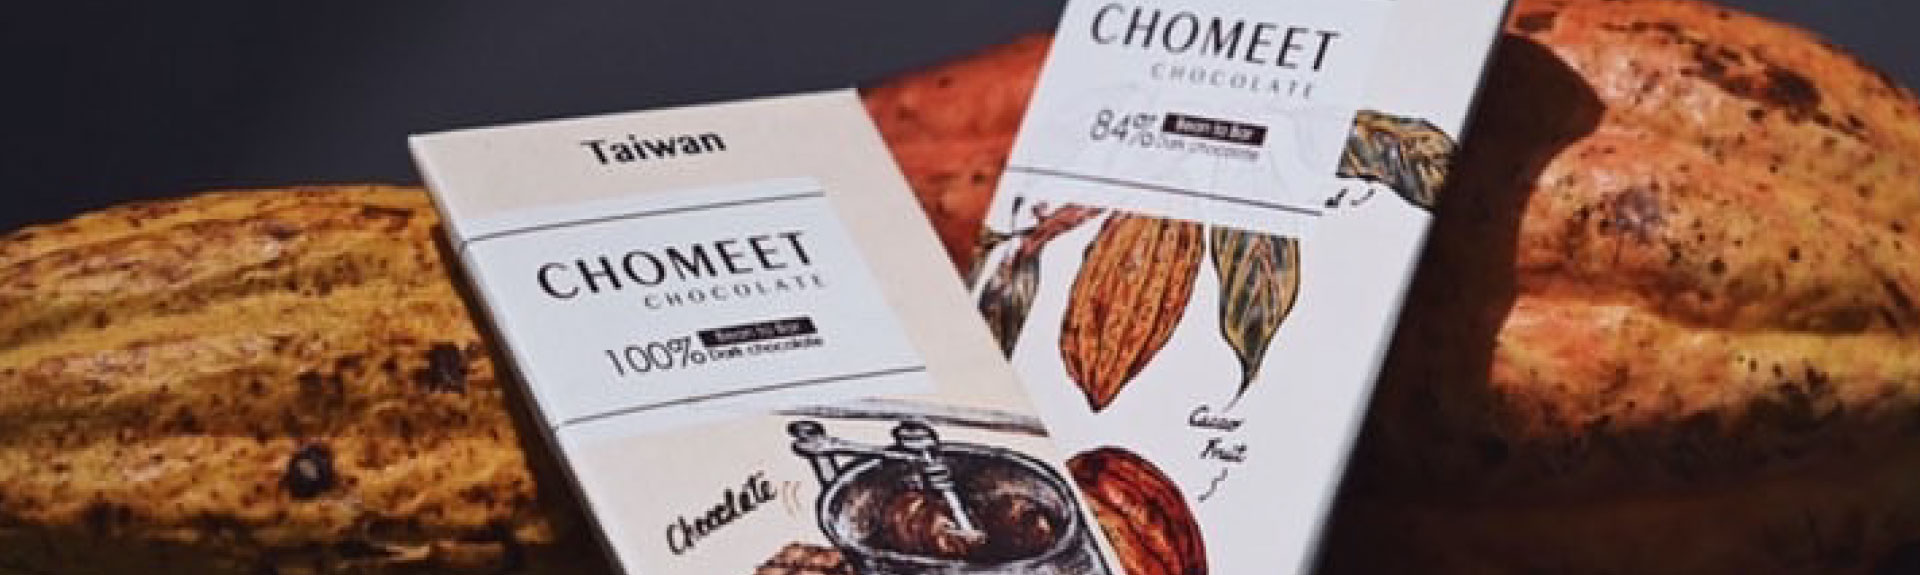 Taiwan
CHOMEET
CHOCOLATE
100% Bean to Bar
Dark chocolate
Chocolate
CHOMEET
CHOCOLATE
84% Bean to Bar
Dark chocolate
Cacao
Fruit